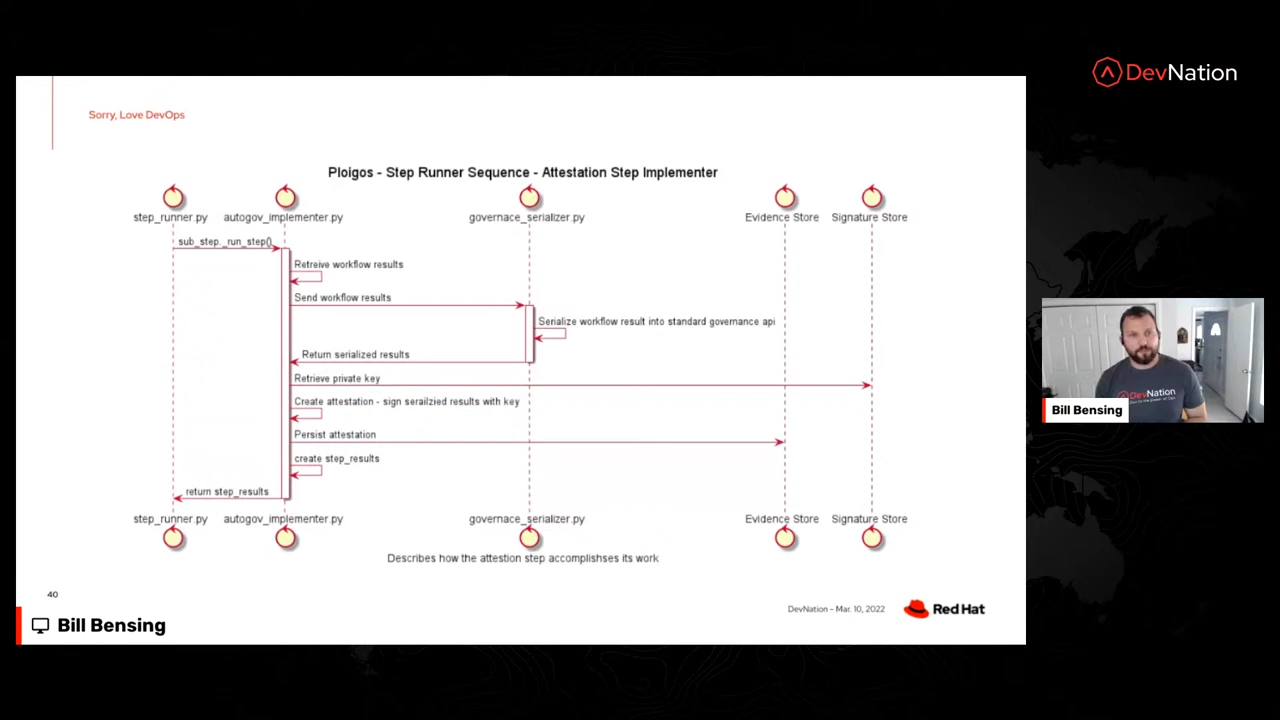 DevNation
Sorry, Love DevOps
Ploigos - Step Runner Sequence - Attestation Step Implementer
step_runner.py
autogov_implementer.py
governace_serializer.py
Evidence Store
Signature Store
sub_step._run_step()
Retreive workflow results
Send workflow results
Serialize workflow result into standard governance api
Return serialized results
Retrieve private key
Create attestation - sign serailzied results with key
Persist attestation
create step_results
return step_results
step_runner.py
autogov_implementer.py
governace_serializer.py
Evidence Store
Signature Store
Describes how the attestion step accomplishses its work
40
DevNation - Mar. 10, 2022
Red Hat
Bill Bensing
DevNation
Bill Bensing